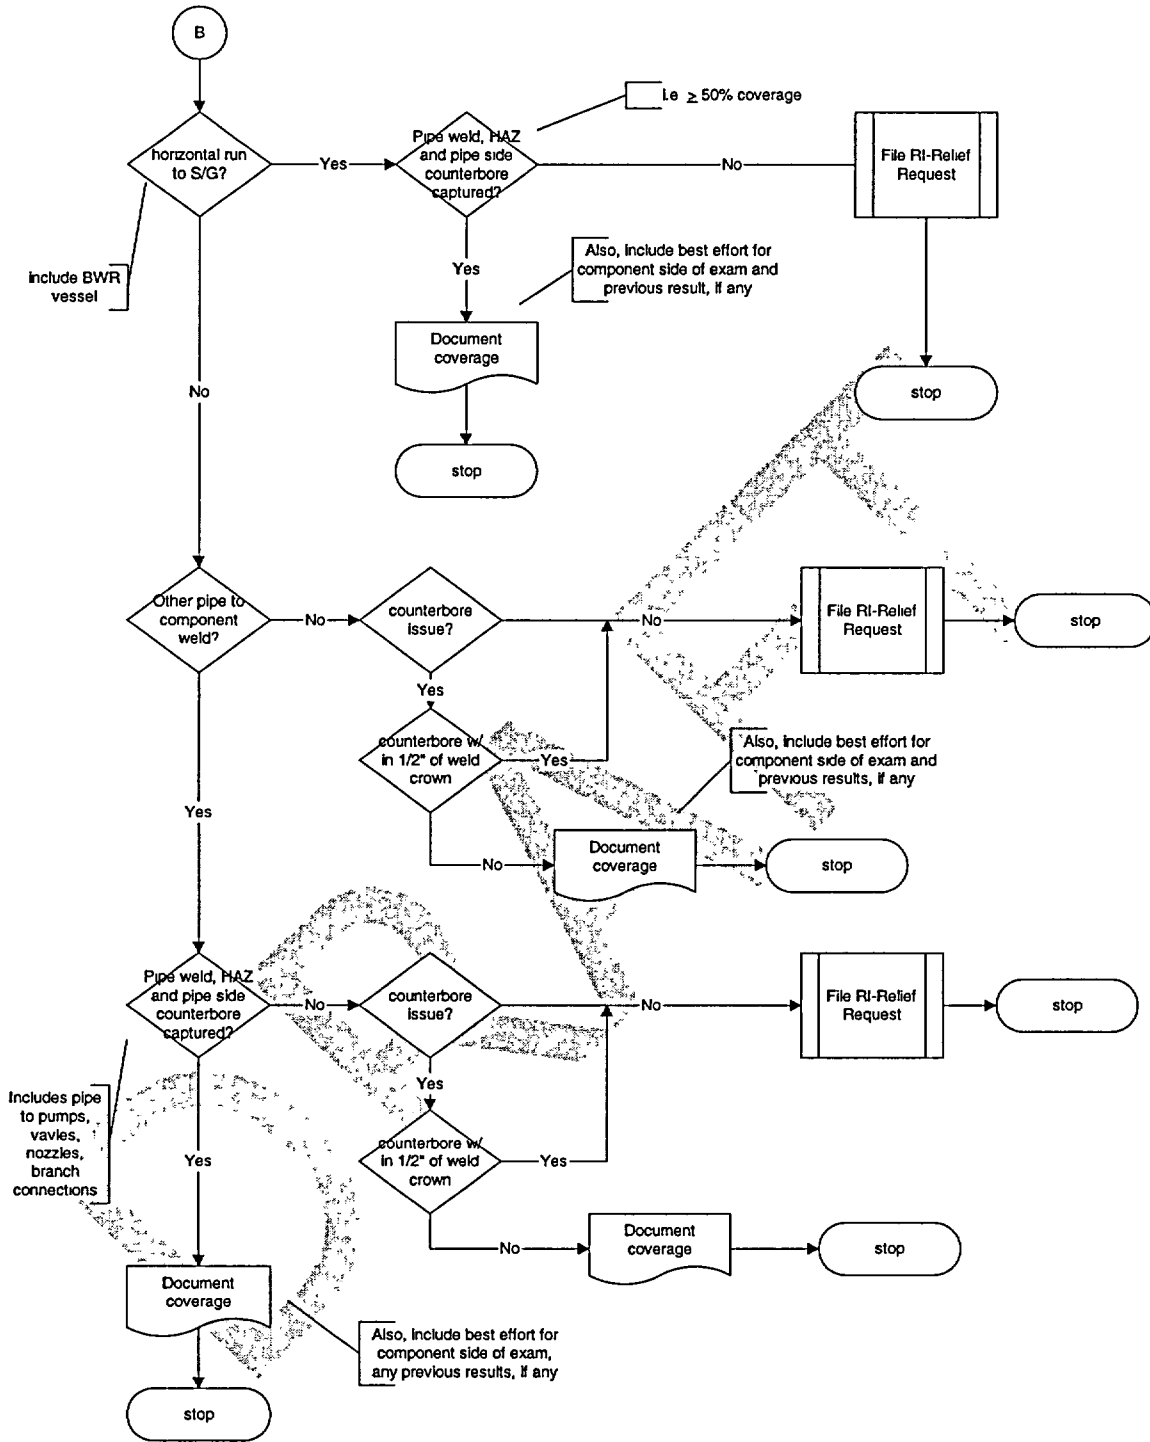 B
i.e ≥ 50% coverage
horizontal run
to S/G?
Yes
Pipe weld, HAZ
and pipe side
counterbore
captured?
No
File RI-Relief
Request
include BWR
vessel
Yes
Also, include best effort for
component side of exam and
previous result, if any
Document
coverage
No
stop
stop
Other pipe to
component
weld?
No
counterbore
issue?
No
File RI-Relief
Request
stop
Yes
counterbore w/
in 1/2" of weld
crown
Yes
Also, include best effort for
component side of exam and
previous results, if any
Yes
No
Document
coverage
stop
Pipe weld, HAZ
and pipe side
counterbore
captured?
No
counterbore
issue?
No
File RI-Relief
Request
stop
Yes
Includes pipe
to pumps,
vavles,
nozzles,
branch
connections
Yes
counterbore w/
in 1/2" of weld
crown
Yes
No
Document
coverage
stop
Document
coverage
Also, include best effort for
component side of exam,
any previous results, if any
stop
DRAFT